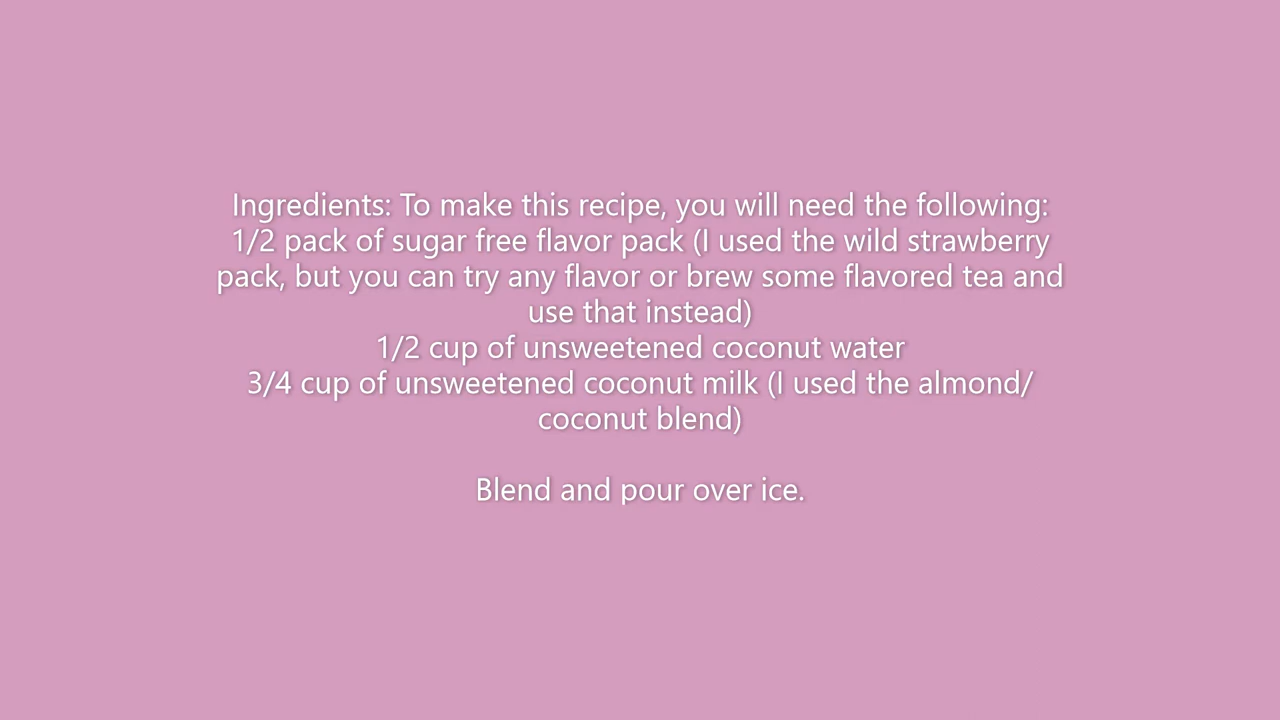 Ingredients: To make this recipe, you will need the following:
1/2 pack of sugar free flavor pack (I used the wild strawberry
pack, but you can try any flavor or brew some flavored tea and
use that instead)
1/2 cup of unsweetened coconut water
3/4 cup of unsweetened coconut milk (I used the almond/
coconut blend)
Blend and pour over ice.